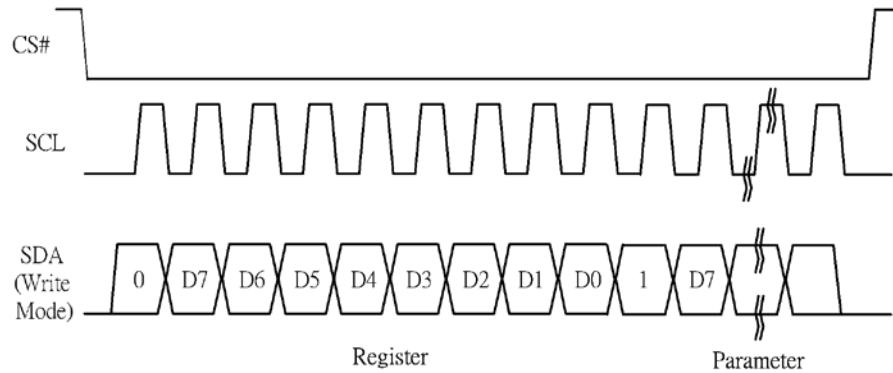 CS#
SCL
SDA
(Write
Mode)
0 D7 D6 D5 D4 D3 D2 D1 D0 1 D7
Register Parameter